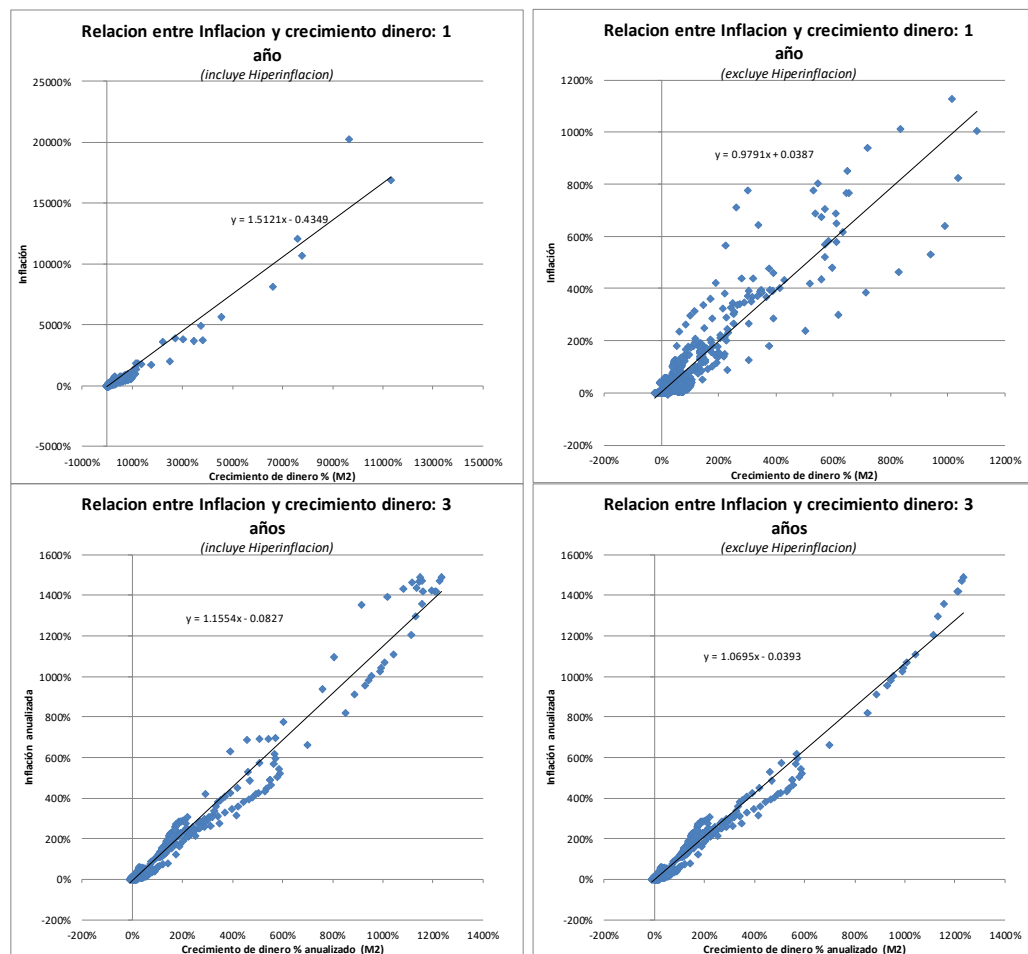 Relacion entre Inflacion y crecimiento dinero: 1
año
(incluye Hiperinflacion)
25000%
20000%
15000%
10000%
5000%
0%
-5000%
Inflación
y = 1.5121x - 0.4349
-1000% 1000% 3000% 5000% 7000% 9000% 11000% 13000% 15000%
Crecimiento de dinero % (M2)
Relacion entre Inflacion y crecimiento dinero: 1
año
(excluye Hiperinflacion)
1200%
1000%
800%
600%
400%
200%
0%
-200%
Inflación
y = 0.9791x + 0.0387
-200% 0% 200% 400% 600% 800% 1000% 1200%
Crecimiento de dinero % (M2)
Relacion entre Inflacion y crecimiento dinero: 3
años
(incluye Hiperinflacion)
1600%
1400%
1200%
1000%
800%
600%
400%
200%
0%
-200%
Inflación anualizada
y = 1.1554x - 0.0827
-200% 0% 200% 400% 600% 800% 1000% 1200% 1400%
Crecimiento de dinero % anualizado (M2)
Relacion entre Inflacion y crecimiento dinero: 3
años
(excluye Hiperinflacion)
1600%
1400%
1200%
1000%
800%
600%
400%
200%
0%
-200%
Inflación anualizada
y = 1.0695x - 0.0393
-200% 0% 200% 400% 600% 800% 1000% 1200% 1400%
Crecimiento de dinero % anualizado (M2)